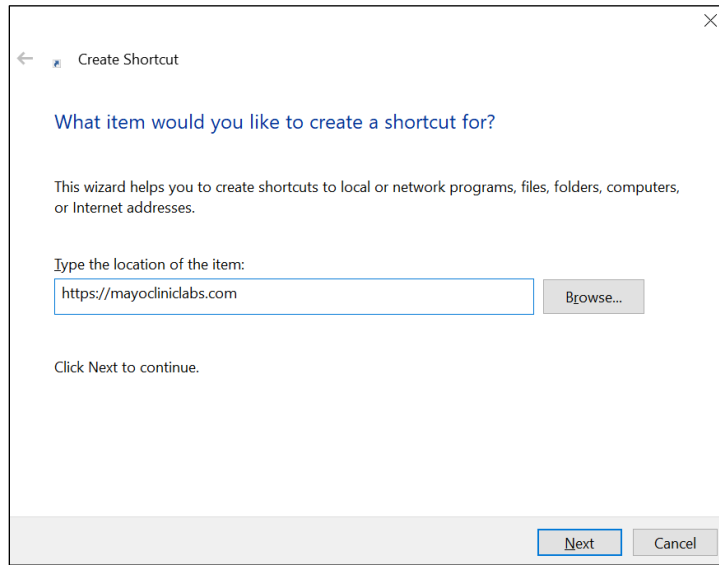 Create Shortcut
What item would you like to create a shortcut for?
This wizard helps you to create shortcuts to local or network programs, files, folders, computers,
or Internet addresses.
Type the location of the item:
https://mayocliniclabs.com
Browse...
Click Next to continue.
Next
Cancel